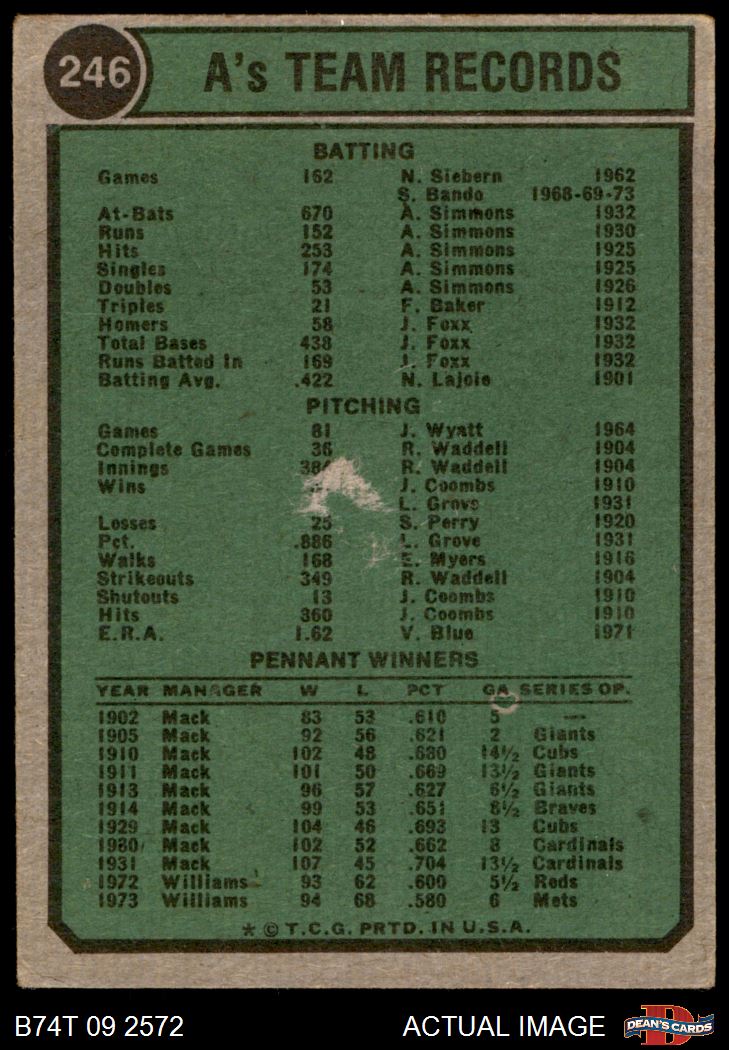 246 A's TEAM RECORDS
BATTING
Games 162 N. Siebern 1962
S. Bando 1968-69-73
At-Bats 670 A. Simmons 1932
Runs 152 A. Simmons 1930
Hits 253 A. Simmons 1925
Singles 174 A. Simmons 1925
Doubles 53 A. Simmons 1926
Triples 21 F. Baker 1912
Homers 58 J. Foxx 1932
Total Bases 438 J. Foxx 1932
Runs Batted In 169 J. Foxx 1932
Batting Avg. .422 N. Lajoie 1901
PITCHING
Games 81 J. Wyatt 1964
Complete Games 36 R. Waddell 1904
Innings R. Waddell 1904
Wins J. Coombs 1910
L. Grove 1931
Losses 25 S. Perry 1920
Pct. .886 L. Grove 1931
Walks 168 E. Myers 1916
Strikeouts 349 R. Waddell 1904
Shutouts 13 J. Coombs 1910
Hits 360 J. Coombs 1910
E.R.A. 1.62 V. Blue 1971
PENNANT WINNERS
YEAR MANAGER W L PCT GA SERIES OP.
1902 Mack 83 53 .610 5 —
1905 Mack 92 56 .621 2 Giants
1910 Mack 102 48 .680 14½ Cubs
1911 Mack 101 50 .669 13½ Giants
1913 Mack 96 57 .627 6½ Giants
1914 Mack 99 53 .651 8½ Braves
1929 Mack 104 46 .693 13 Cubs
1930 Mack 102 52 .662 8 Cardinals
1931 Mack 107 45 .704 13½ Cardinals
1972 Williams 93 62 .600 5½ Reds
1973 Williams 94 68 .580 6 Mets
* © T.C.G. PRTD. IN U.S.A.
B74T 09 2572 ACTUAL IMAGE DEAN'S CARDS